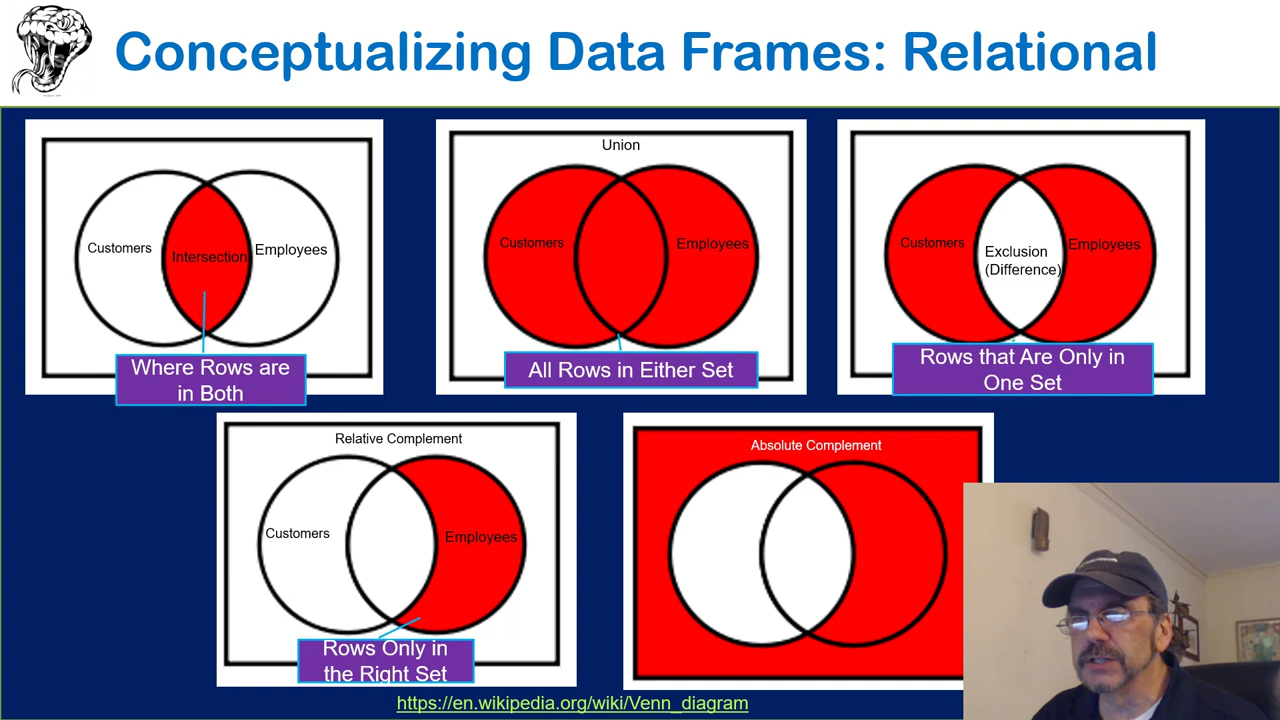 Conceptualizing Data Frames: Relational
Customers
Intersection
Employees
Where Rows are
in Both
Union
Customers
Employees
All Rows in Either Set
Customers
Exclusion
(Difference)
Employees
Rows that Are Only in
One Set
Relative Complement
Customers
Employees
Rows Only in
the Right Set
Absolute Complement
https://en.wikipedia.org/wiki/Venn_diagram